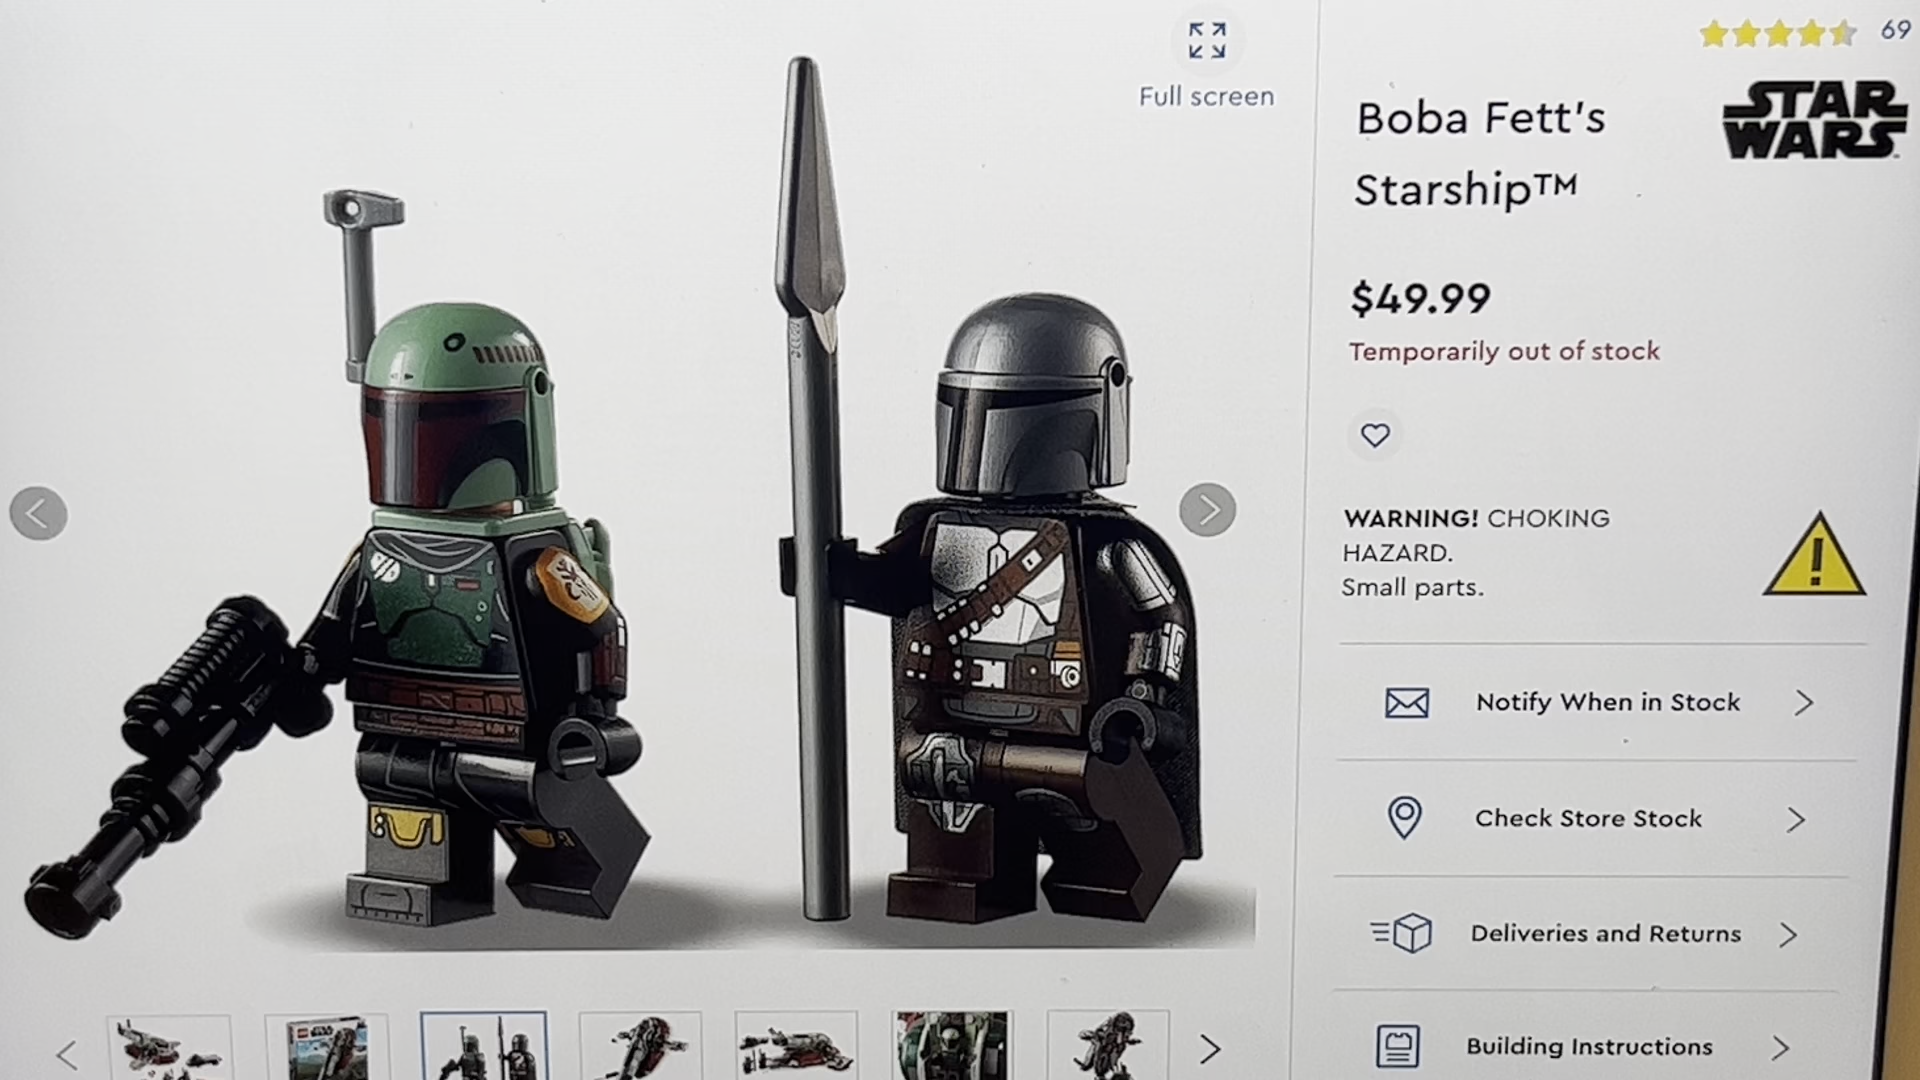 69
Full screen
Boba Fett's
Starship™
STAR
WARS
$49.99
Temporarily out of stock
WARNING! CHOKING
HAZARD.
Small parts.
Notify When in Stock
Check Store Stock
Deliveries and Returns
Building Instructions